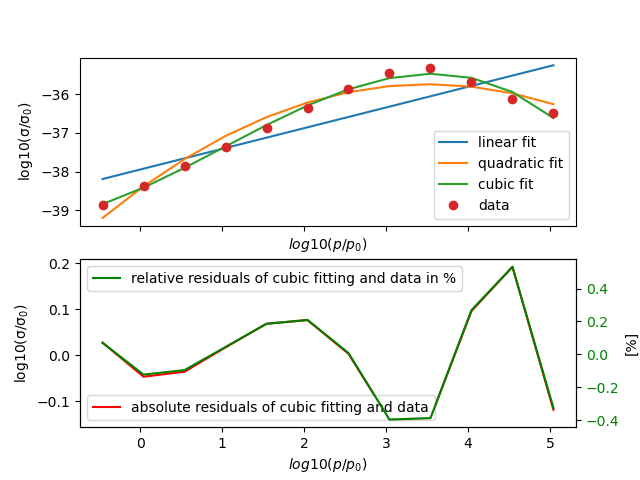 log10(σ/σ₀)
−36
−37
−38
−39
linear fit
quadratic fit
cubic fit
data
log10(p/p₀)
log10(σ/σ₀)
0.2
0.1
0.0
−0.1
relative residuals of cubic fitting and data in %
absolute residuals of cubic fitting and data
0.4
0.2
0.0
−0.2
−0.4
[%]
0 1 2 3 4 5
log10(p/p₀)